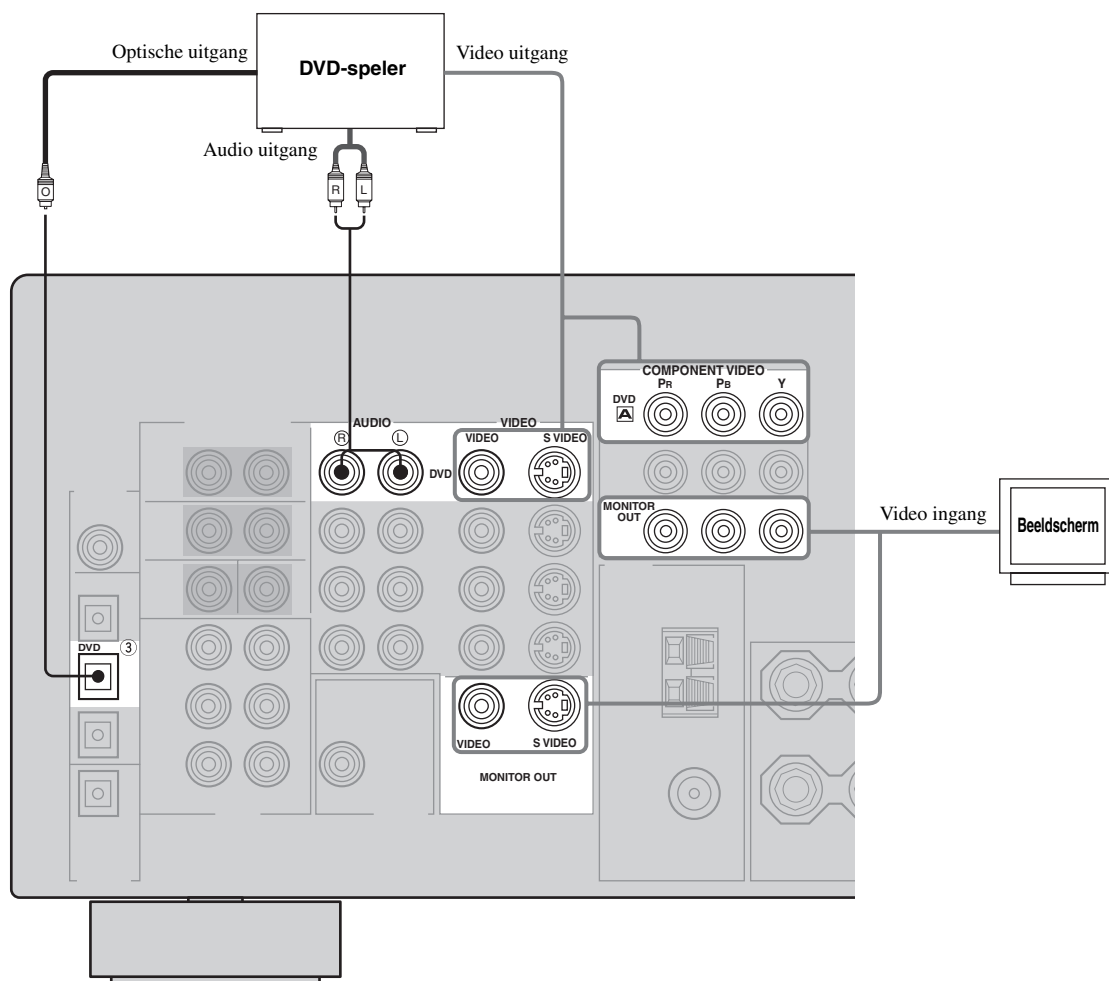 Optische uitgang
DVD-speler
Video uitgang
Audio uitgang
O
R L
COMPONENT VIDEO
PR PB Y
DVD
A
AUDIO
R L
VIDEO
VIDEO S VIDEO
DVD
MONITOR
OUT
Video ingang
Beeldscherm
DVD 3
VIDEO S VIDEO
MONITOR OUT